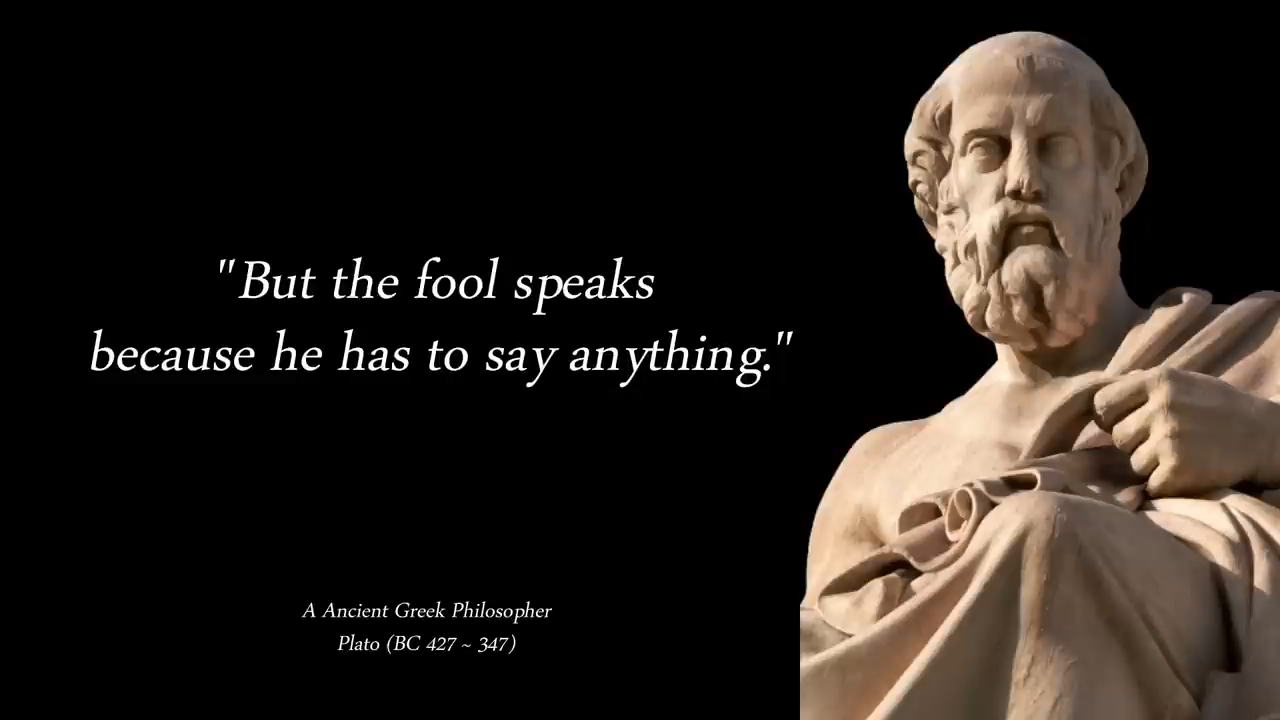 "But the fool speaks
because he has to say anything."
A Ancient Greek Philosopher
Plato (BC 427 ~ 347)